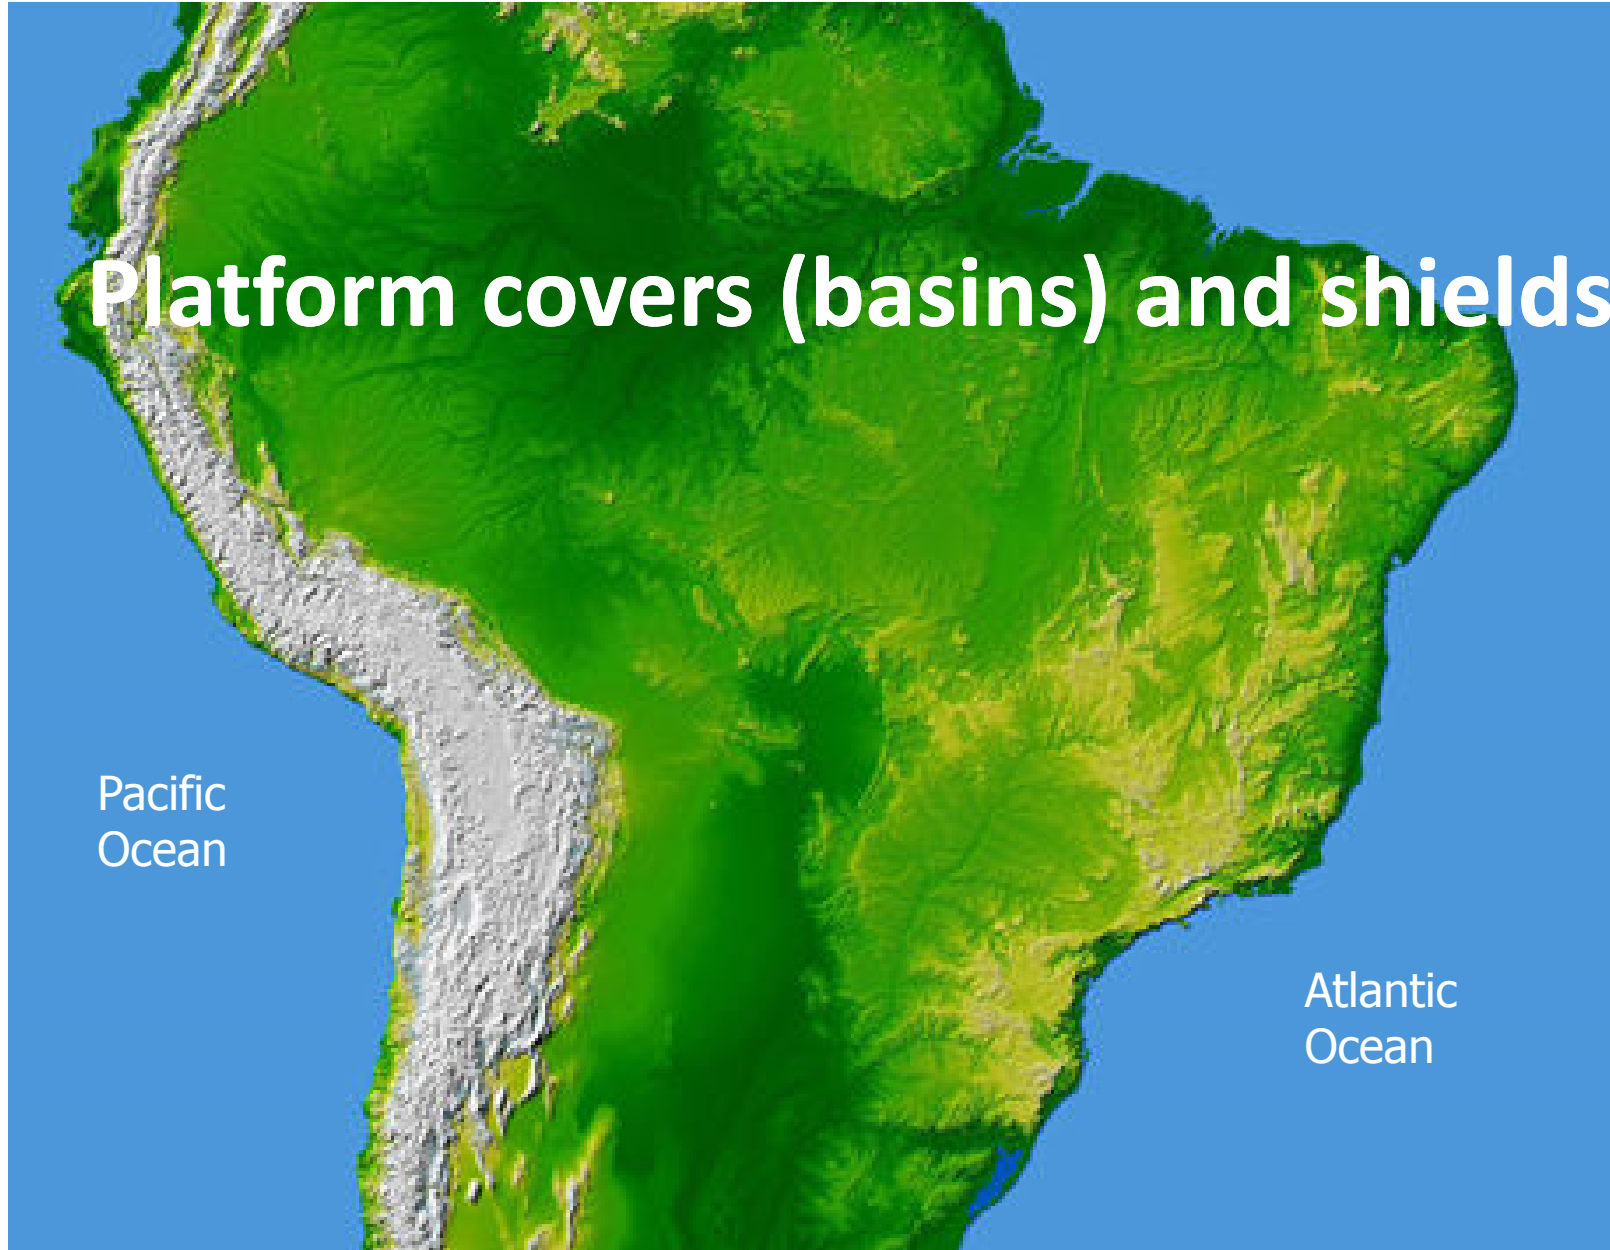 Platform covers (basins) and shields
Pacific
Ocean
Atlantic
Ocean